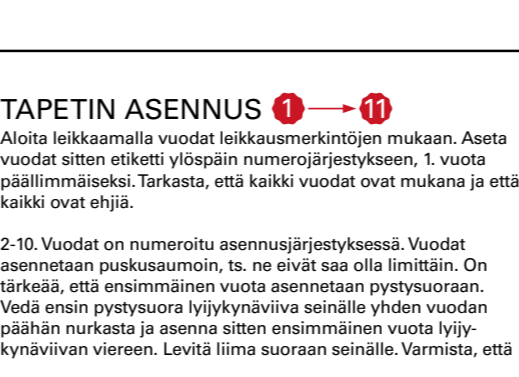 TAPETIN ASENNUS 1 → 11
Aloita leikkaamalla vuodat leikkausmerkintöjen mukaan. Aseta
vuodat sitten etiketti ylöspäin numerojärjestykseen, 1. vuota
päällimmäiseksi. Tarkasta, että kaikki vuodat ovat mukana ja että
kaikki ovat ehjiä.
2-10. Vuodat on numeroitu asennusjärjestyksessä. Vuodat
asennetaan puskusaumoin, ts. ne eivät saa olla limittäin. On
tärkeää, että ensimmäinen vuota asennetaan pystysuoraan.
Vedä ensin pystysuora lyijykynäviiva seinälle yhden vuodan
päähän nurkasta ja asenna sitten ensimmäinen vuota lyijy-
kynäviivan viereen. Levitä liima suoraan seinälle. Varmista, että